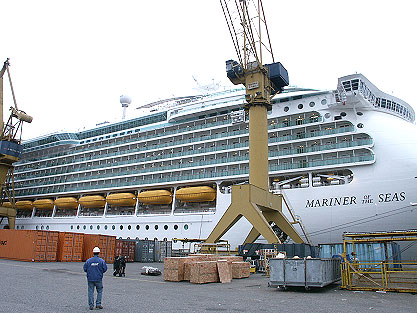 MARINER OF THE SEAS